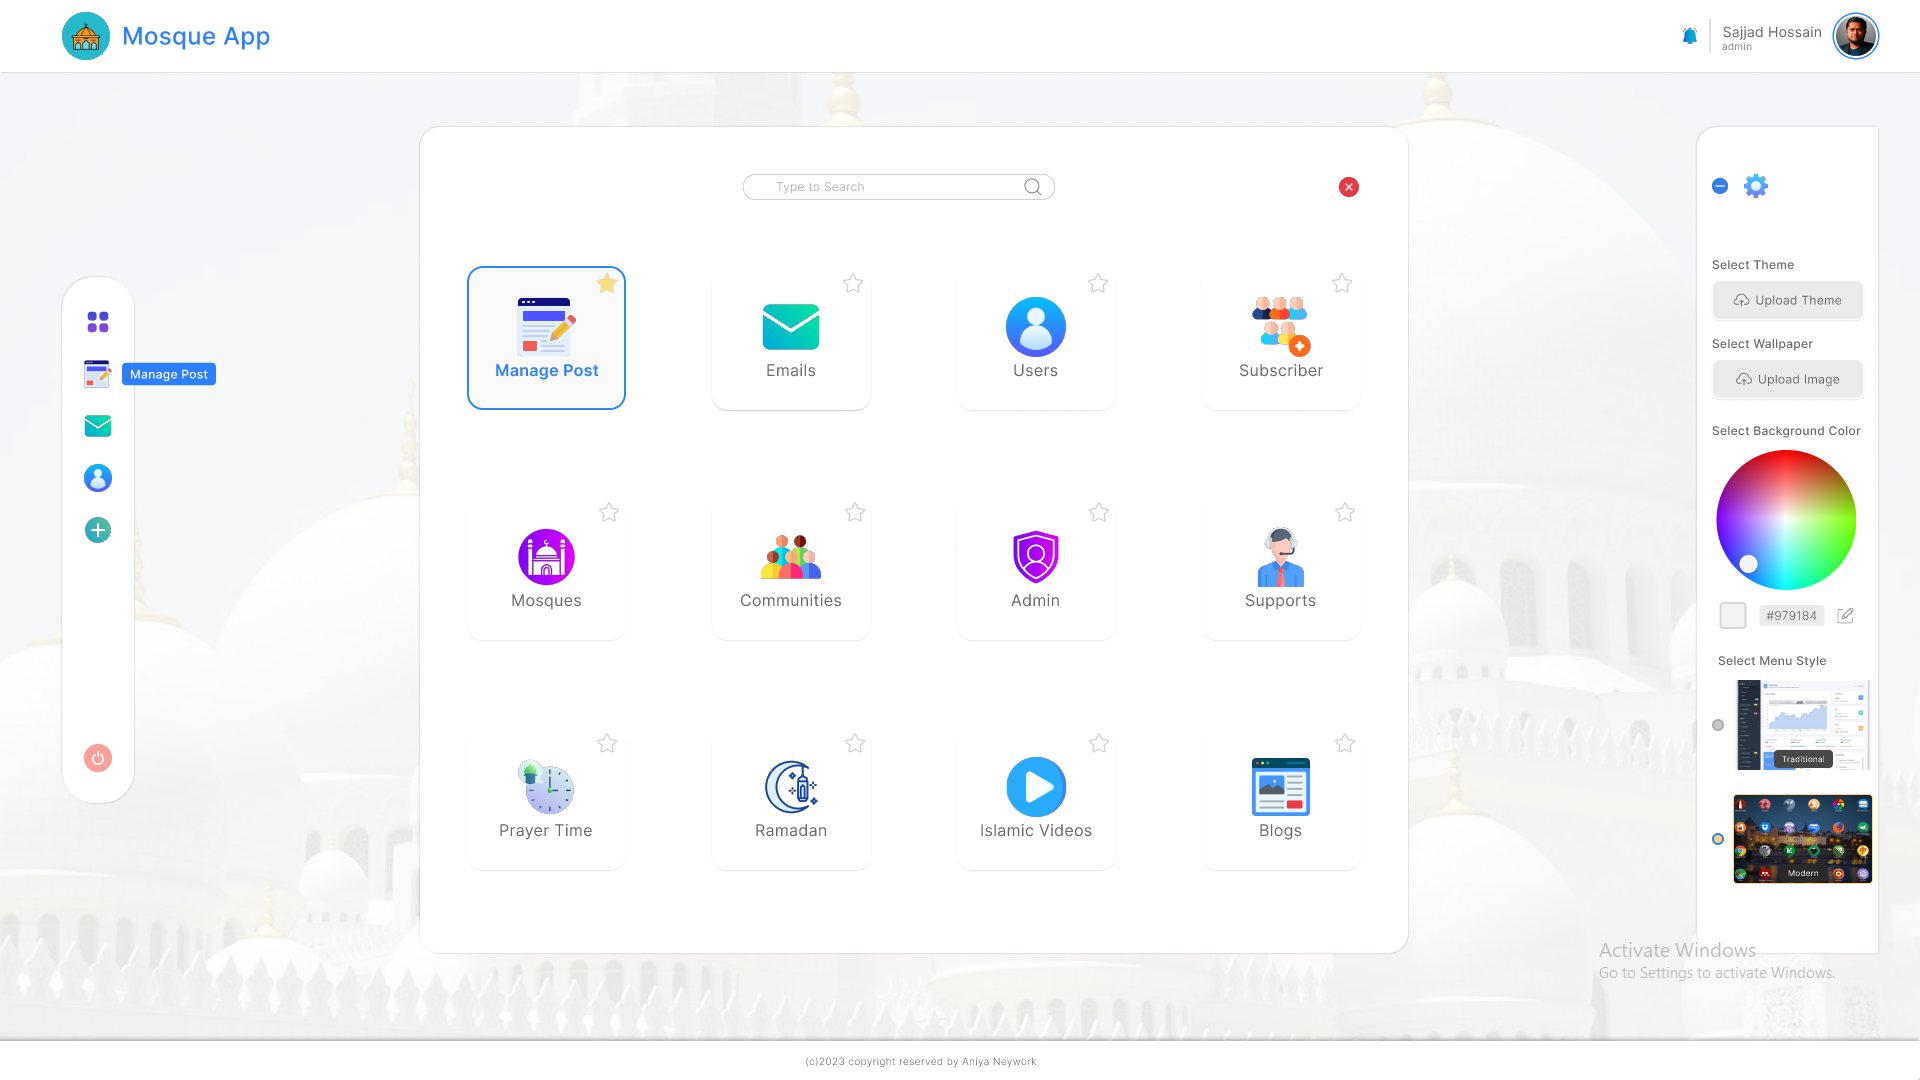 Mosque App
Sajjad Hossain
admin
Type to Search
Manage Post
Emails
Users
Subscriber
Manage Post
Mosques
Communities
Admin
Supports
Prayer Time
Ramadan
Islamic Videos
Blogs
Select Theme
Upload Theme
Select Wallpaper
Upload Image
Select Background Color
#979184
Select Menu Style
Traditional
Modern
Activate Windows
Go to Settings to activate Windows.
(c)2023 copyright reserved by Aniya Neywork